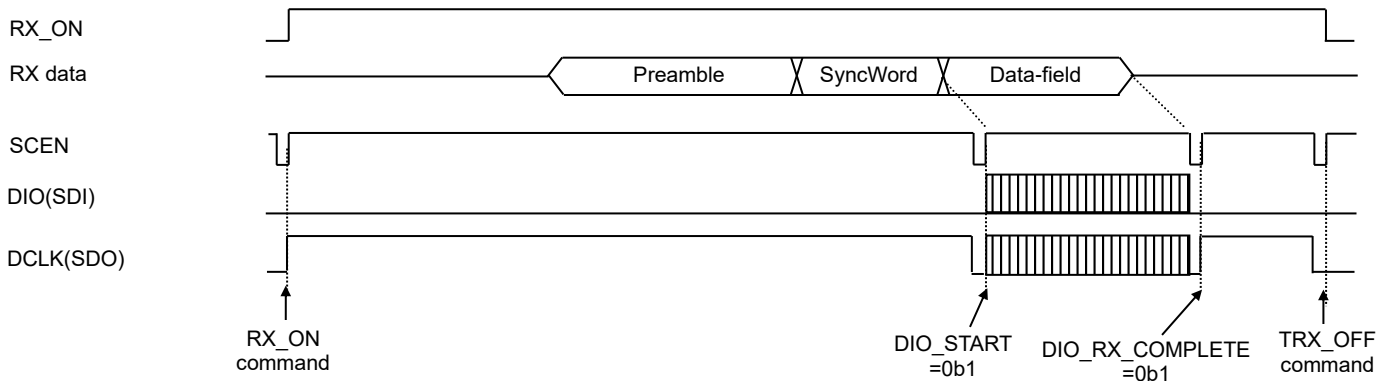 RX_ON
RX data
Preamble
SyncWord
Data-field
SCEN
DIO(SDI)
DCLK(SDO)
RX_ON
command
DIO_START
=0b1
DIO_RX_COMPLETE
=0b1
TRX_OFF
command